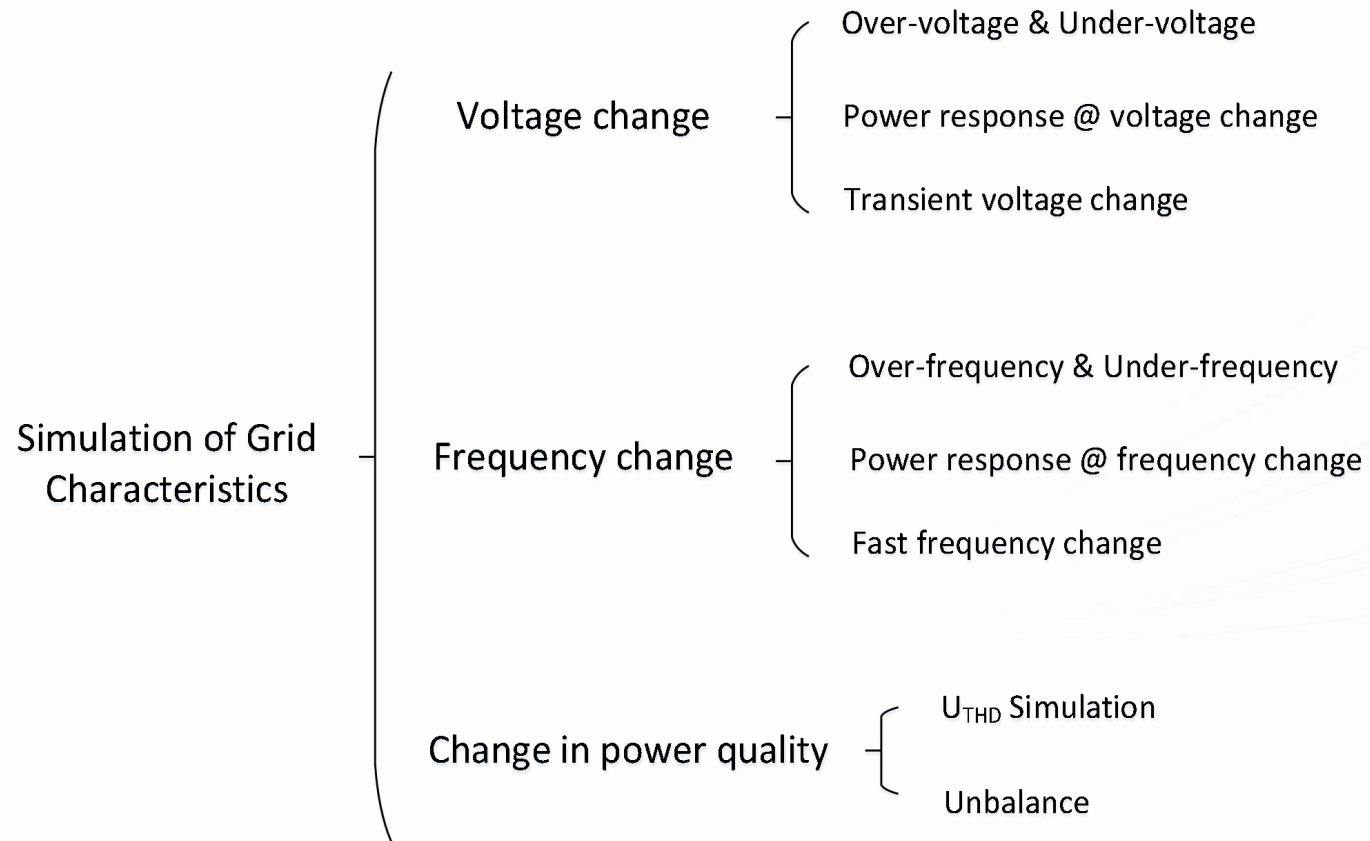 Over-voltage & Under-voltage
Voltage change
Power response @ voltage change
Transient voltage change
Simulation of Grid
Characteristics
Over-frequency & Under-frequency
Frequency change
Power response @ frequency change
Fast frequency change
Change in power quality
UTHD Simulation
Unbalance